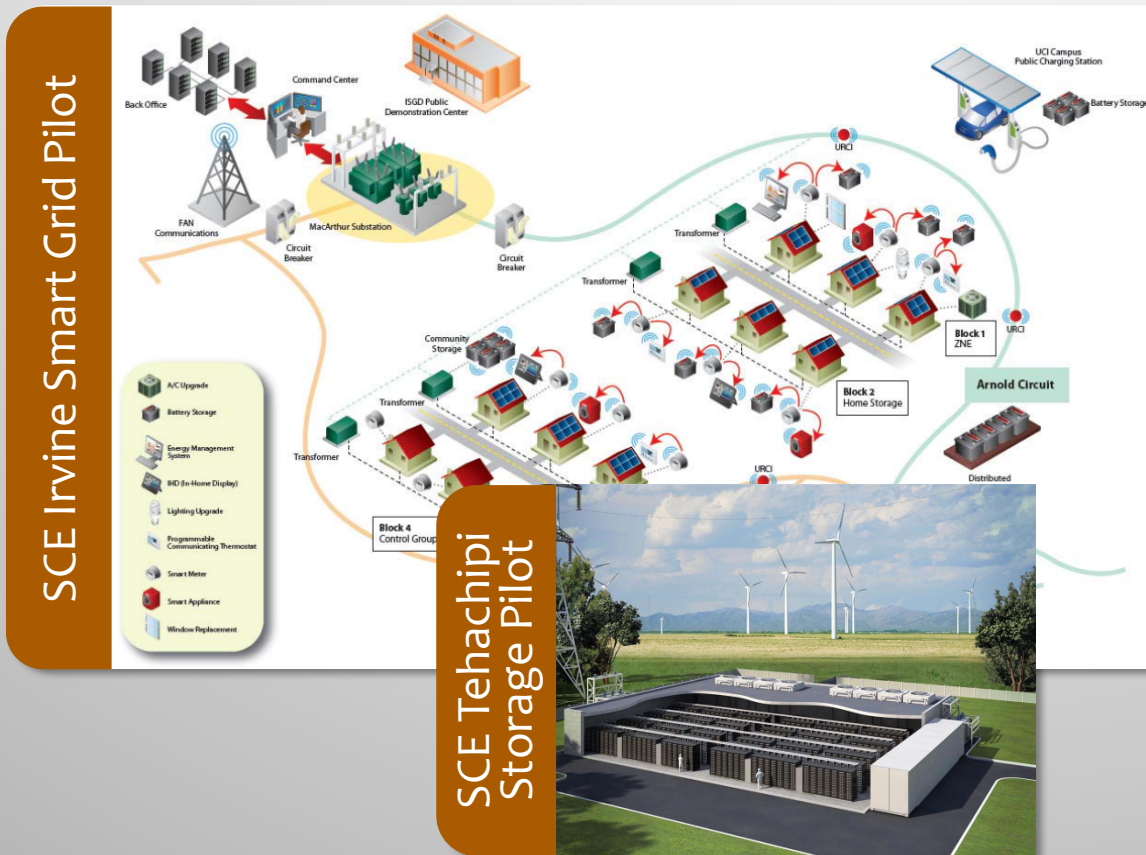 SCE Irvine Smart Grid Pilot
Back Office
Command Center
ISGD Public
Demonstration Center
UCI Campus
Public Charging Station
Battery Storage
FAN
Communications
Circuit
Breaker
MacArthur Substation
Circuit
Breaker
URCI
Transformer
Transformer
Block 1
ZNE
URCI
Community
Storage
Transformer
Transformer
Block 2
Home Storage
Arnold Circuit
URCI
Distributed
Block 4
Control Group
A/C Upgrade
Battery Storage
Energy Management
System
IHD (In-Home Display)
Lighting Upgrade
Programmable
Communicating Thermostat
Smart Meter
Smart Appliance
Window Replacement
SCE Tehachipi
Storage Pilot